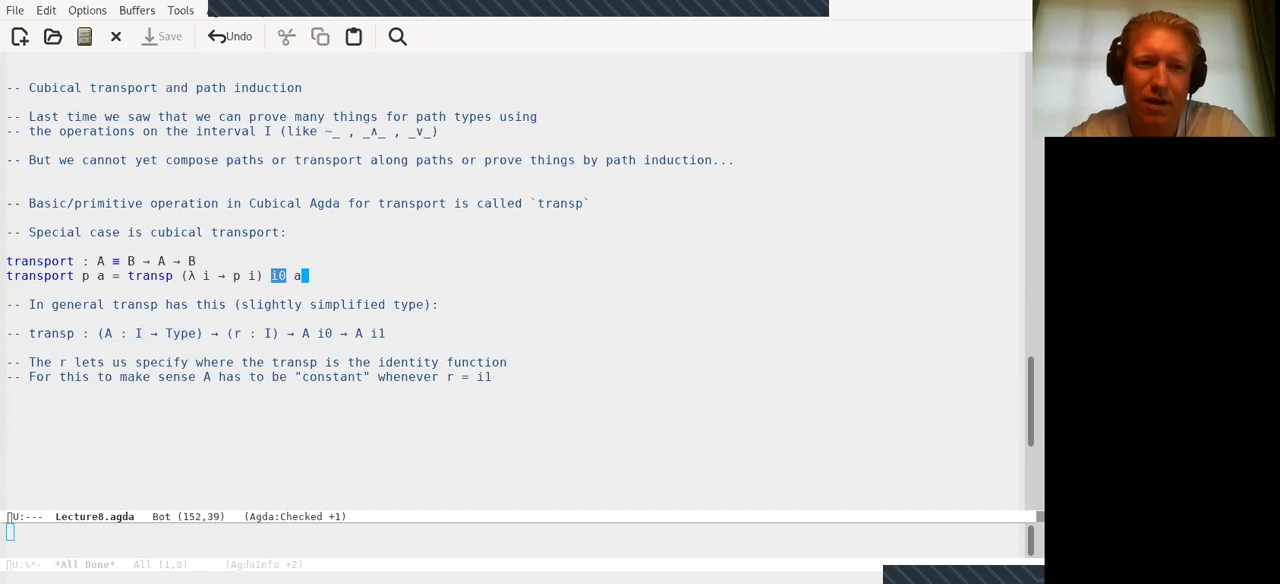 File Edit Options Buffers Tools
Save Undo
-- Cubical transport and path induction
-- Last time we saw that we can prove many things for path types using
-- the operations on the interval I (like ~_ , _∧_ , _∨_)
-- But we cannot yet compose paths or transport along paths or prove things by path induction...
-- Basic/primitive operation in Cubical Agda for transport is called `transp`
-- Special case is cubical transport:
transport : A ≡ B → A → B
transport p a = transp (λ i → p i) i0 a
-- In general transp has this (slightly simplified type):
-- transp : (A : I → Type) → (r : I) → A i0 → A i1
-- The r lets us specify where the transp is the identity function
-- For this to make sense A has to be "constant" whenever r = i1
U:--- Lecture8.agda Bot (152,39) (Agda:Checked +1)
U:%*- *All Done* All (1,0) (AgdaInfo +2)